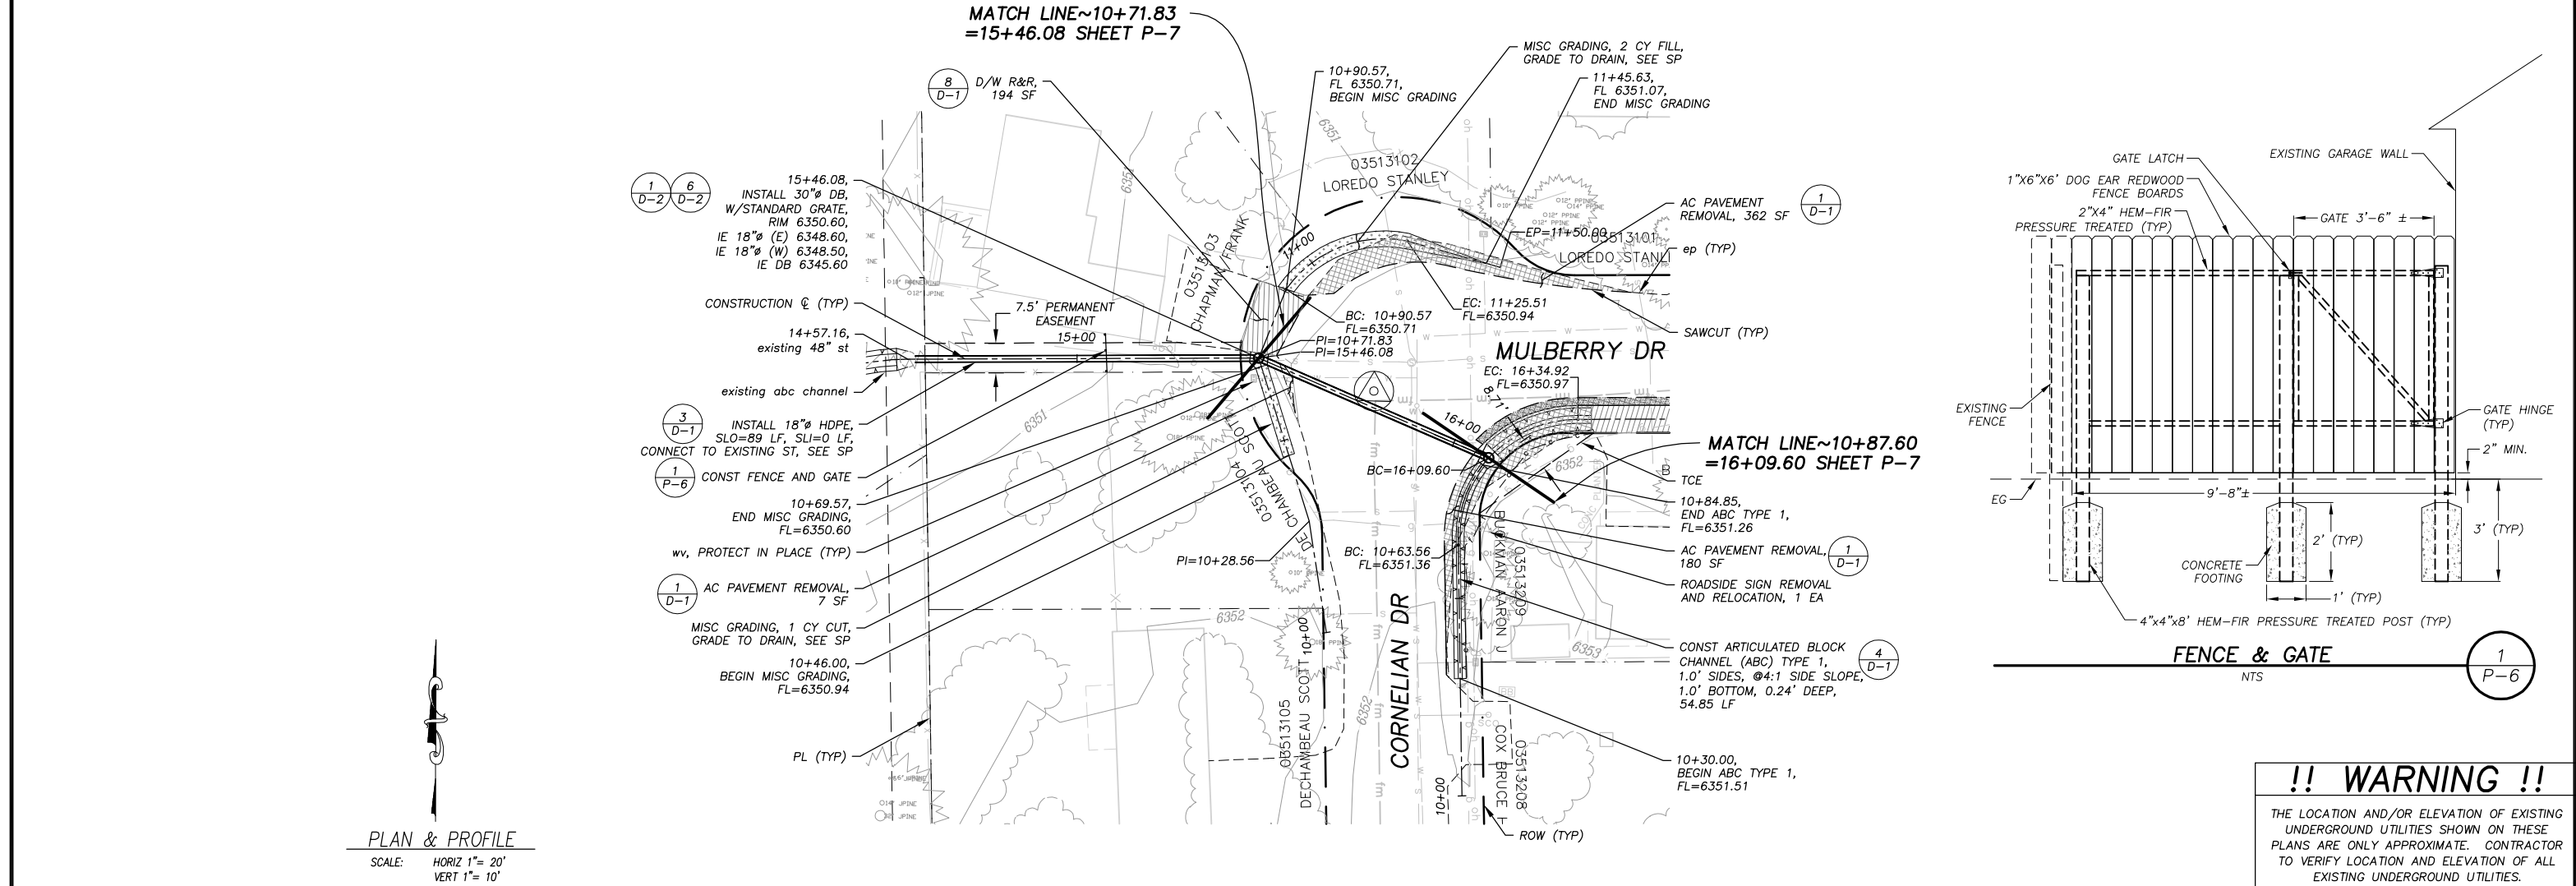 MATCH LINE~10+71.83
=15+46.08 SHEET P-7
8
D-1
D/W R&R,
194 SF
10+90.57,
FL 6350.71,
BEGIN MISC GRADING
MISC GRADING, 2 CY FILL,
GRADE TO DRAIN, SEE SP
11+45.63,
FL 6351.07,
END MISC GRADING
1
D-2
6
D-2
15+46.08,
INSTALL 30"ø DB,
W/STANDARD GRATE,
RIM 6350.60,
IE 18"ø (E) 6348.60,
IE 18"ø (W) 6348.50,
IE DB 6345.60
CONSTRUCTION ℄ (TYP)
14+57.16,
existing 48" st
existing abc channel
3
D-1
INSTALL 18"ø HDPE,
SLO=89 LF, SLI=0 LF,
CONNECT TO EXISTING ST, SEE SP
1
P-6
CONST FENCE AND GATE
10+69.57,
END MISC GRADING,
FL=6350.60
wv, PROTECT IN PLACE (TYP)
1
D-1
AC PAVEMENT REMOVAL,
7 SF
MISC GRADING, 1 CY CUT,
GRADE TO DRAIN, SEE SP
10+46.00,
BEGIN MISC GRADING,
FL=6350.94
PL (TYP)
6351
6351
03513102
LOREDO STANLEY
03513103
CHAPMAN/FRANK
11+00
7.5' PERMANENT
EASEMENT
15+00
EP=11+50.00
03513101
LOREDO STANLI
AC PAVEMENT
REMOVAL, 362 SF
1
D-1
ep (TYP)
EC: 11+25.51
FL=6350.94
SAWCUT (TYP)
BC: 10+90.57
FL=6350.71
PI=10+71.83
PI=15+46.08
MULBERRY DR
EC: 16+34.92
FL=6350.97
8.71'
16+00
MATCH LINE~10+87.60
=16+09.60 SHEET P-7
BC=16+09.60
6352
TCE
10+84.85,
END ABC TYPE 1,
FL=6351.26
6351
03513104
DE CHAMBEAU SCOTT
PI=10+28.56
BC: 10+63.56
FL=6351.36
AC PAVEMENT REMOVAL,
180 SF
1
D-1
ROADSIDE SIGN REMOVAL
AND RELOCATION, 1 EA
03513209
BUCKMAN AARON J
CONST ARTICULATED BLOCK
CHANNEL (ABC) TYPE 1,
1.0' SIDES, @4:1 SIDE SLOPE,
1.0' BOTTOM, 0.24' DEEP,
54.85 LF
4
D-1
6352
6353
6352
10+00
03513105
DECHAMBEAU SCOTT
CORNELIAN DR
10+00
03513208
COX BRUCE H
10+30.00,
BEGIN ABC TYPE 1,
FL=6351.51
ROW (TYP)
PLAN & PROFILE
SCALE: HORIZ 1"= 20'
VERT 1"= 10'
GATE LATCH
EXISTING GARAGE WALL
1"X6"X6' DOG EAR REDWOOD
FENCE BOARDS
2"X4" HEM-FIR
PRESSURE TREATED (TYP)
GATE 3'-6" ±
EXISTING
FENCE
GATE HINGE
(TYP)
2" MIN.
EG
9'-8"±
3' (TYP)
2' (TYP)
CONCRETE
FOOTING
1' (TYP)
4"x4"x8' HEM-FIR PRESSURE TREATED POST (TYP)
FENCE & GATE
NTS
1
P-6
!! WARNING !!
THE LOCATION AND/OR ELEVATION OF EXISTING
UNDERGROUND UTILITIES SHOWN ON THESE
PLANS ARE ONLY APPROXIMATE. CONTRACTOR
TO VERIFY LOCATION AND ELEVATION OF ALL
EXISTING UNDERGROUND UTILITIES.